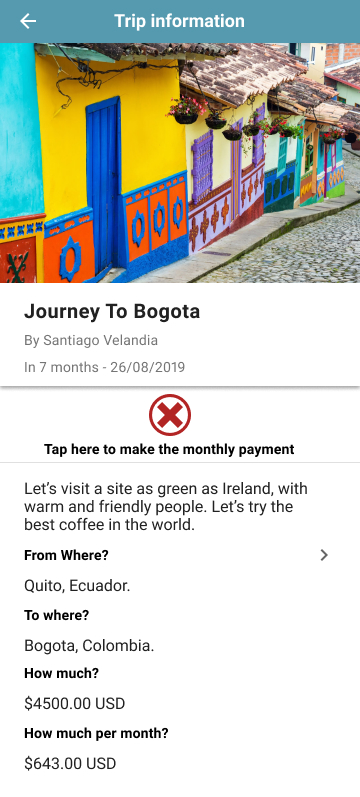 Trip information
Journey To Bogota
By Santiago Velandia
In 7 months - 26/08/2019
Tap here to make the monthly payment
Let’s visit a site as green as Ireland, with
warm and friendly people. Let’s try the
best coffee in the world.
From Where?
Quito, Ecuador.
To where?
Bogota, Colombia.
How much?
$4500.00 USD
How much per month?
$643.00 USD